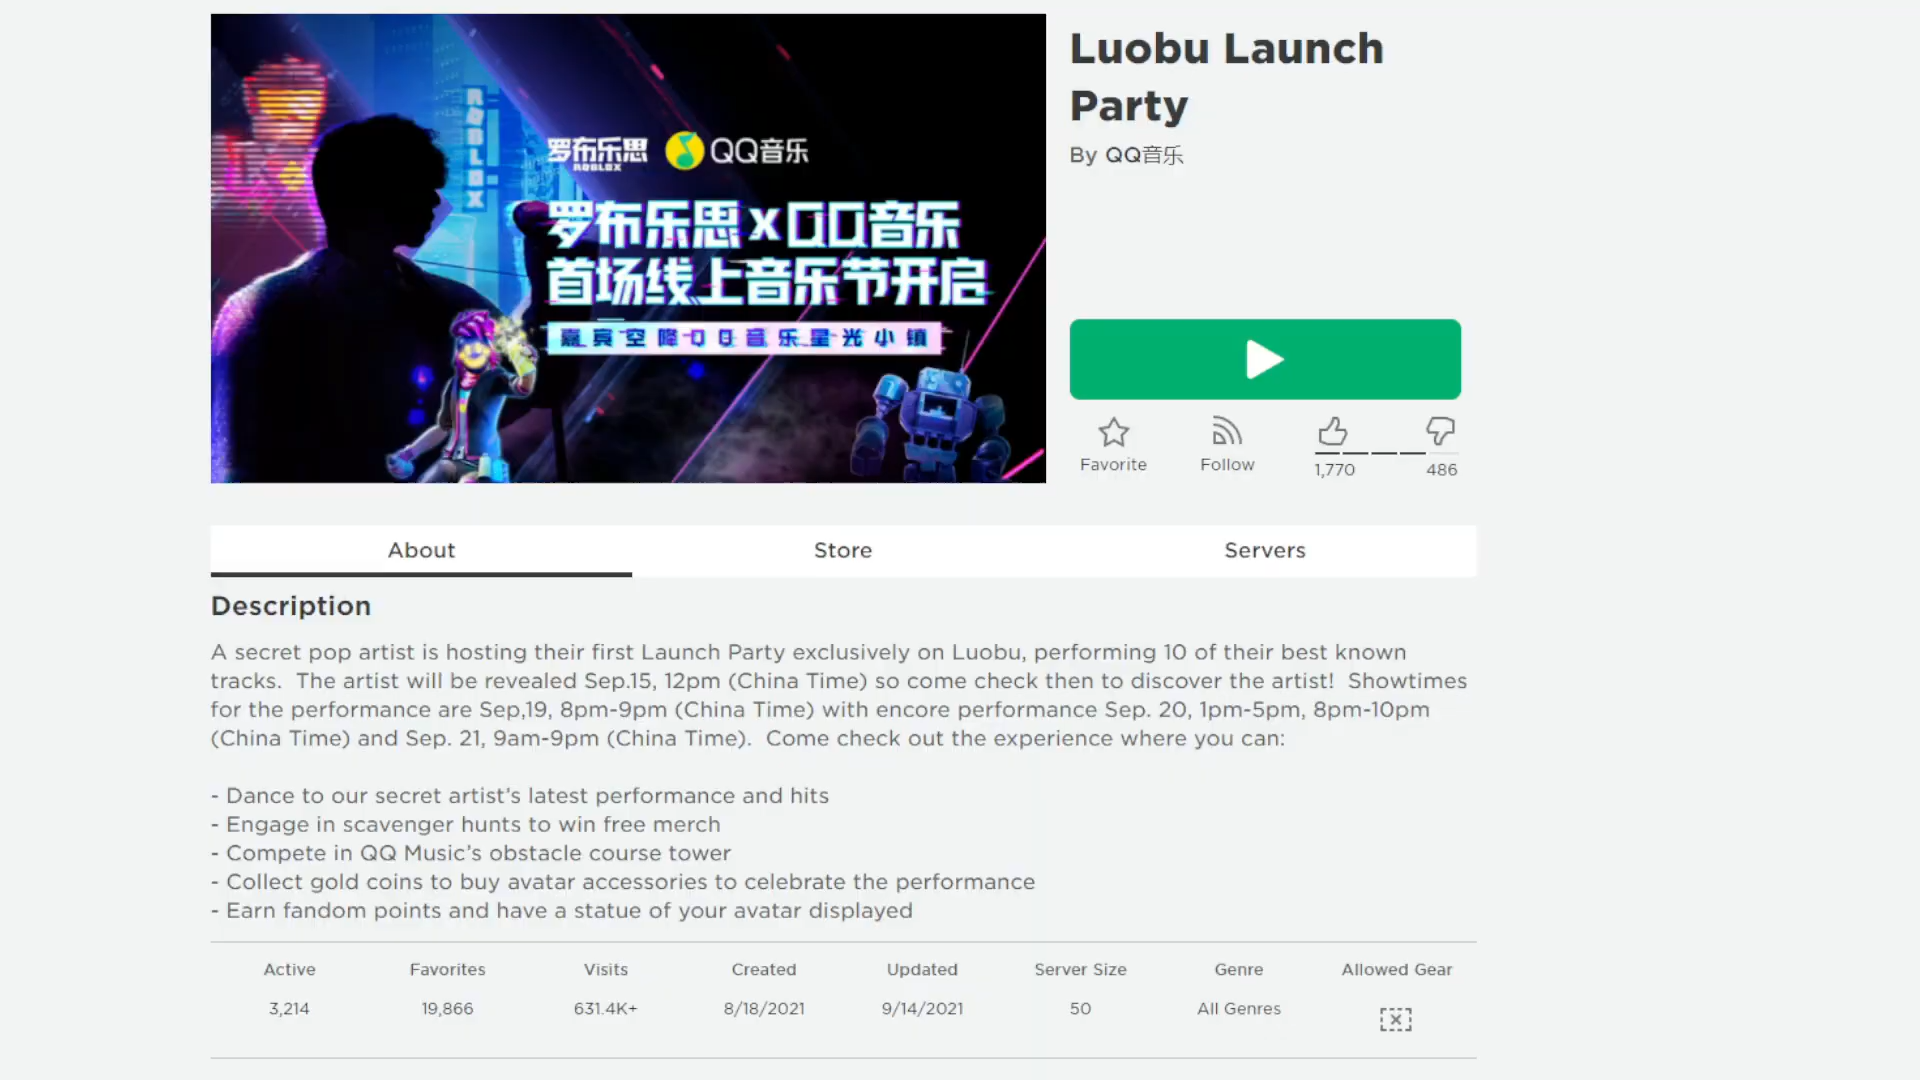 罗布乐思
ROBLOX
QQ音乐
ROBLOX
罗布乐思XQQ音乐
首场线上音乐节开启
嘉宾空降QQ音乐星光小镇
Luobu Launch
Party
By QQ音乐
Favorite
Follow
1,770
486
About
Store
Servers
Description
A secret pop artist is hosting their first Launch Party exclusively on Luobu, performing 10 of their best known
tracks.  The artist will be revealed Sep.15, 12pm (China Time) so come check then to discover the artist!  Showtimes
for the performance are Sep,19, 8pm-9pm (China Time) with encore performance Sep. 20, 1pm-5pm, 8pm-10pm
(China Time) and Sep. 21, 9am-9pm (China Time).  Come check out the experience where you can:
- Dance to our secret artist’s latest performance and hits
- Engage in scavenger hunts to win free merch
- Compete in QQ Music’s obstacle course tower
- Collect gold coins to buy avatar accessories to celebrate the performance
- Earn fandom points and have a statue of your avatar displayed
Active Favorites Visits Created Updated Server Size Genre Allowed Gear
3,214 19,866 631.4K+ 8/18/2021 9/14/2021 50 All Genres